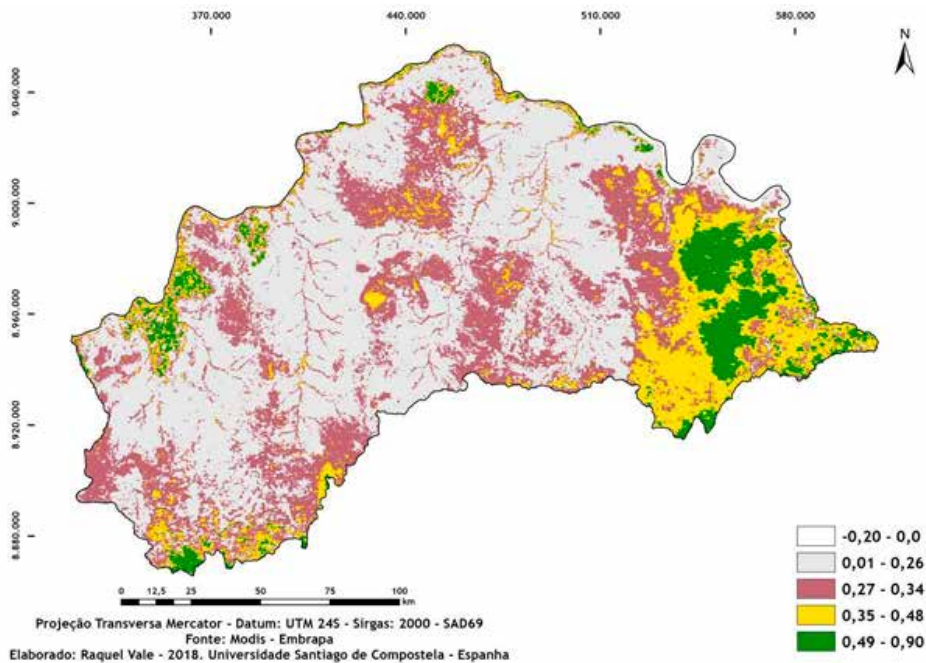 370.000 440.000 510.000 580.000
N
9.040.000
9.000.000
8.960.000
8.920.000
8.880.000
-0,20 - 0,0
0,01 - 0,26
0,27 - 0,34
0,35 - 0,48
0,49 - 0,90
0 12,5 25 50 75 100
km
Projeção Transversa Mercator - Datum: UTM 24S - Sirgas: 2000 - SAD69
Fonte: Modis - Embrapa
Elaborado: Raquel Vale - 2018. Universidade Santiago de Compostela - Espanha